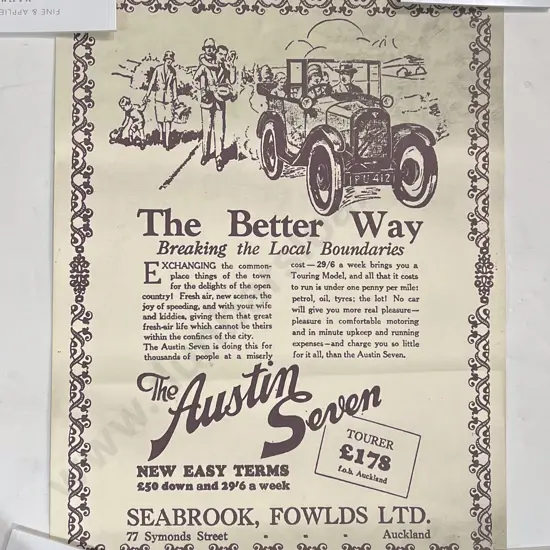 FINE & APPLIE
PU 412
The Better Way
Breaking the Local Boundaries
EXCHANGING the common-
place things of the town
for the delights of the open
country! Fresh air, new scenes, the
joy of speeding, and with your wife
and kiddies, giving them that great
fresh-air life which cannot be theirs
within the confines of the city.
The Austin Seven is doing this for
thousands of people at a miserly
cost—29/6 a week brings you a
Touring Model, and all that it costs
to run is under one penny per mile:
petrol, oil, tyres; the lot! No car
will give you more real pleasure—
pleasure in comfortable motoring
and in minute upkeep and running
expenses—and charge you so little
for it all, than the Austin Seven.
The Austin
Seven
TOURER
£178
f.o.b. Auckland
NEW EASY TERMS
£50 down and 29/6 a week
SEABROOK, FOWLDS LTD.
77 Symonds Street - - - Auckland